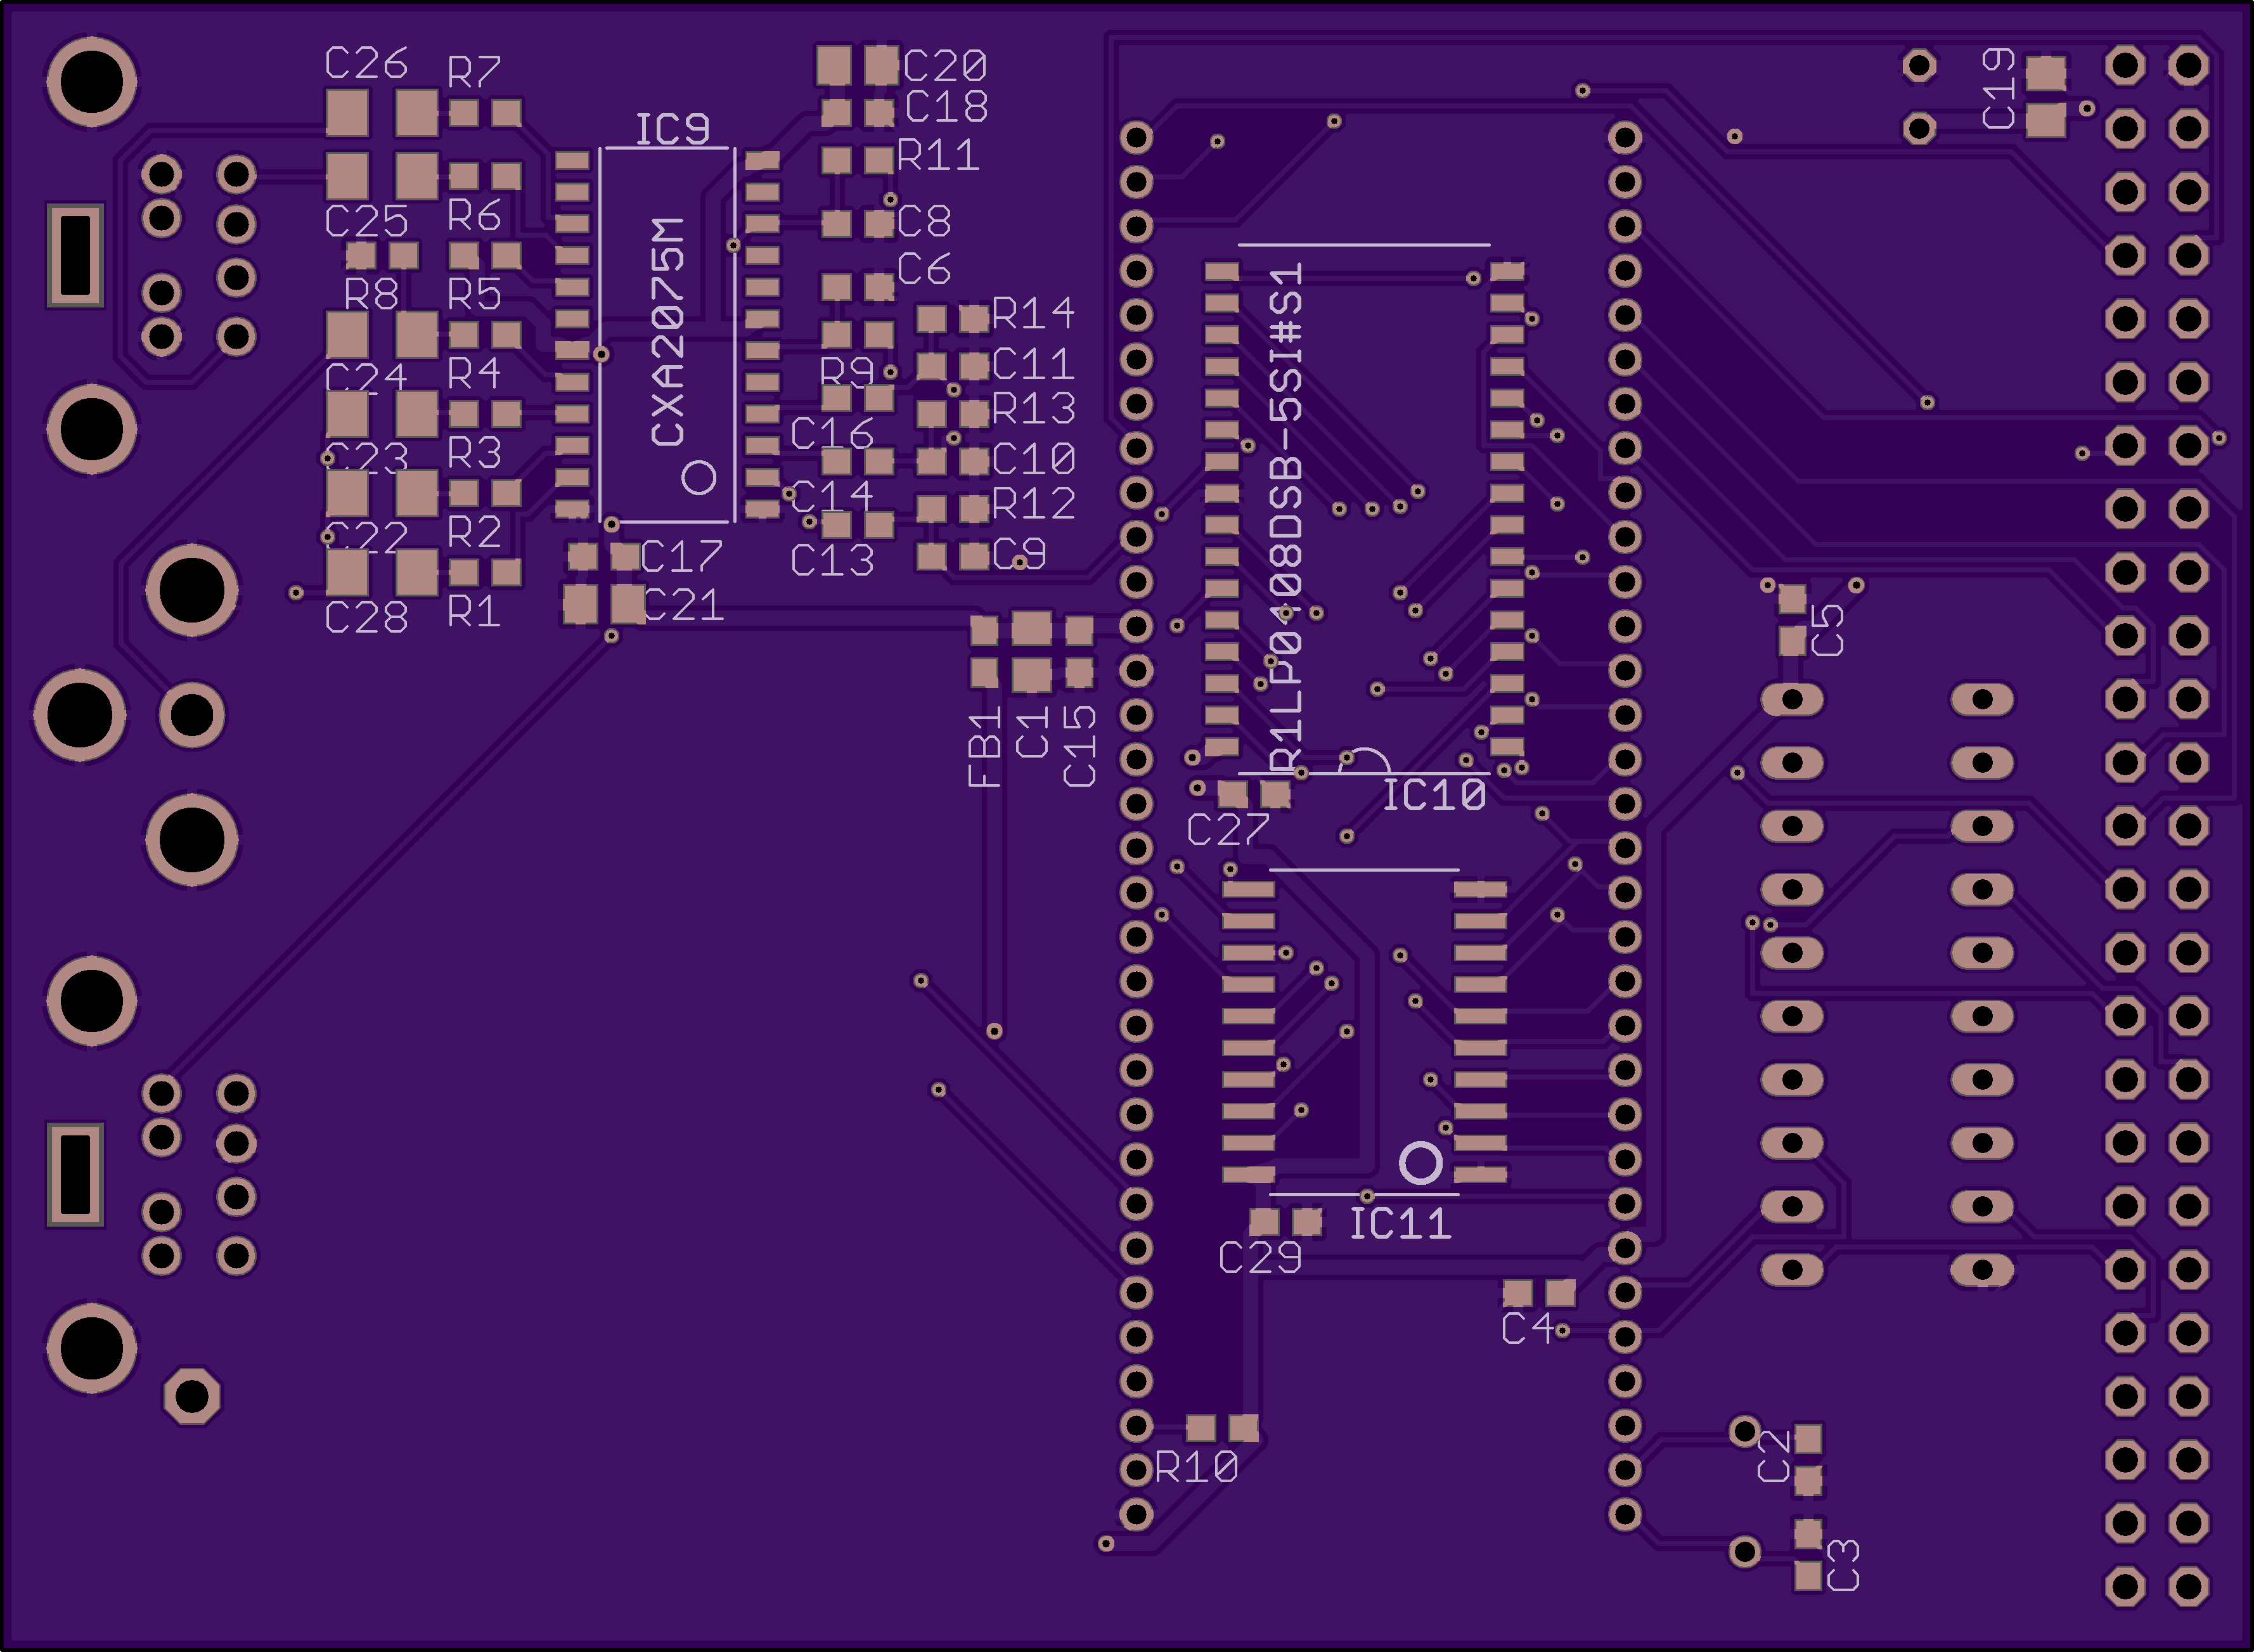 C26
R7
C20
C18
C19
IC9
R11
C25
R6
C8
CXA2075M
C6
R8
R5
R14
R1LP0408DSB-5SI#S1
C24
R4
R9
C11
R13
C23
R3
C16
C10
C22
R2
C14
R12
C17
C13
C9
C28
R1
C21
C5
FB1
C1
C15
IC10
C27
IC11
C29
C4
R10
C2
C3